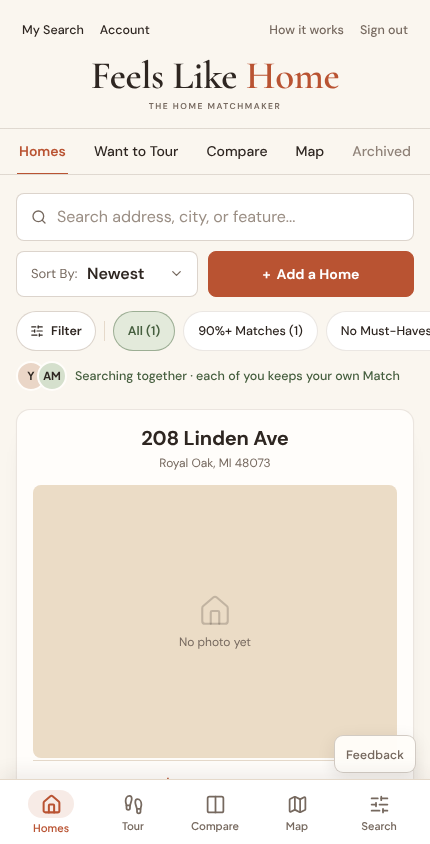 My Search Account How it works Sign out
Feels Like Home
THE HOME MATCHMAKER
Homes Want to Tour Compare Map Archived
Search address, city, or feature...
Sort By: Newest + Add a Home
Filter All (1) 90%+ Matches (1) No Must-Haves
Y AM Searching together · each of you keeps your own Match
208 Linden Ave
Royal Oak, MI 48073
No photo yet
Feedback
Homes Tour Compare Map Search